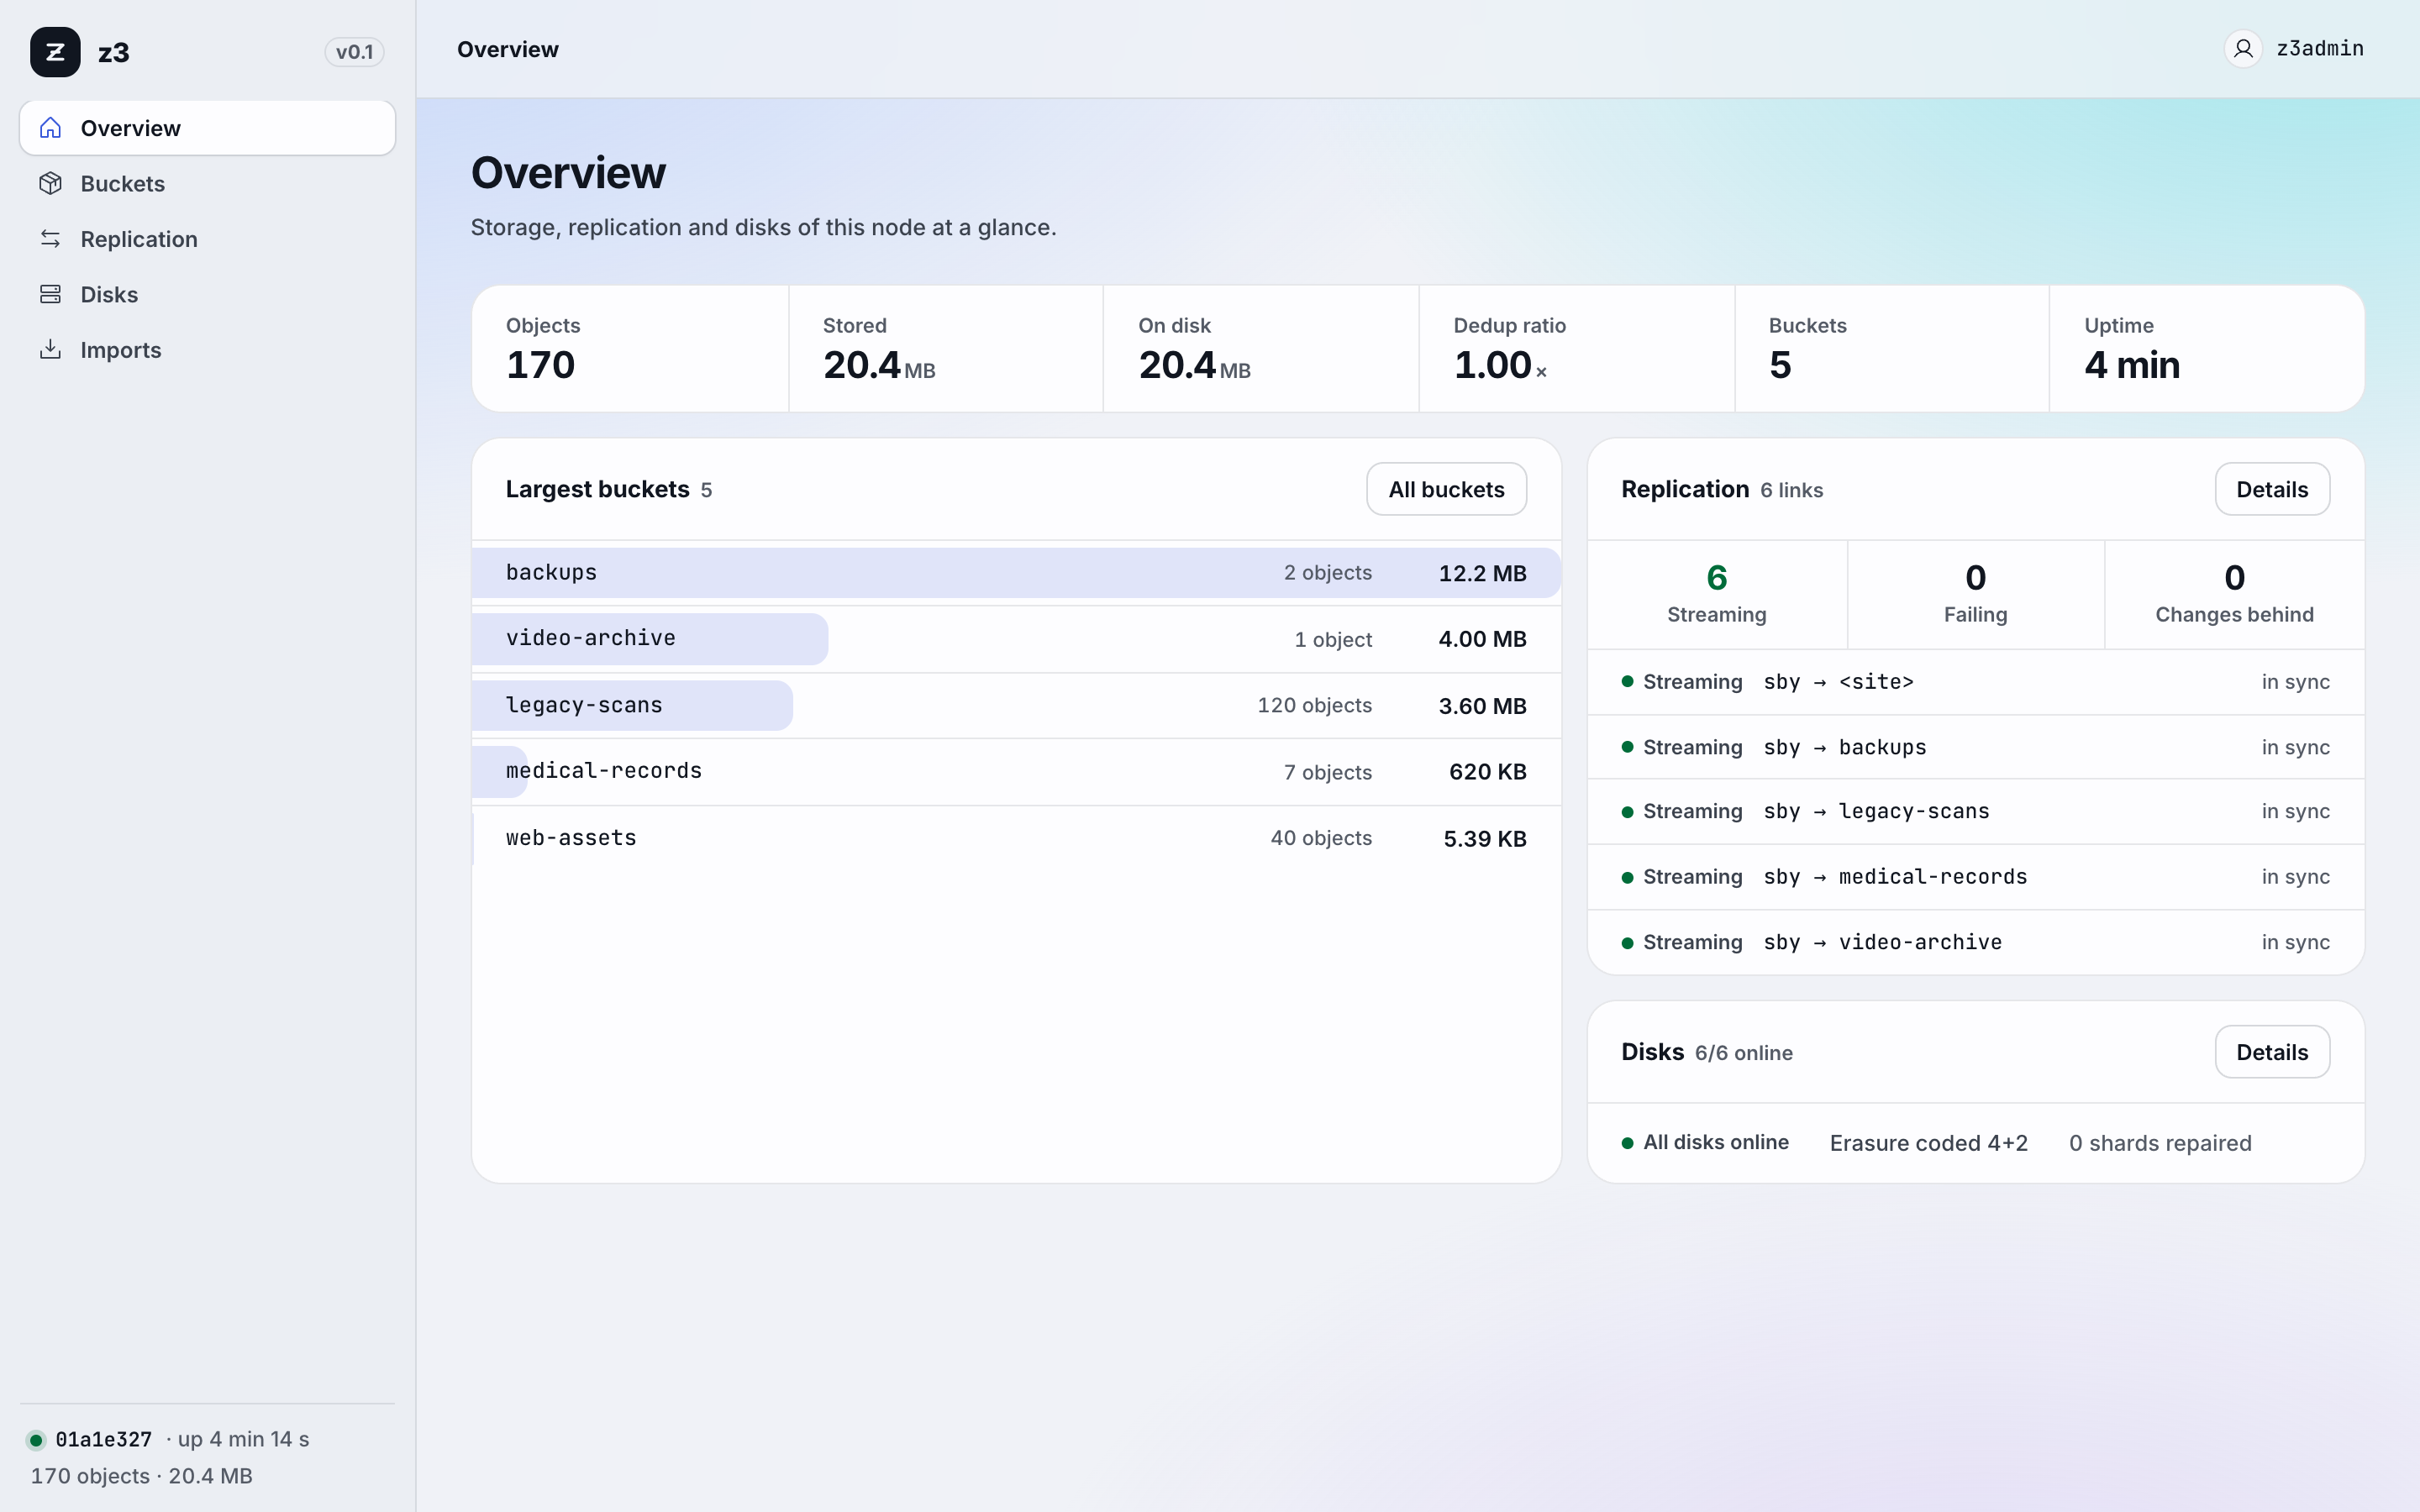 z3
v0.1
Overview
Buckets
Replication
Disks
Imports
01a1e327 · up 4 min 14 s
170 objects · 20.4 MB
Overview
z3admin
Overview
Storage, replication and disks of this node at a glance.
Objects
170
Stored
20.4 MB
On disk
20.4 MB
Dedup ratio
1.00 ×
Buckets
5
Uptime
4 min
Largest buckets 5
All buckets
backups 2 objects 12.2 MB
video-archive 1 object 4.00 MB
legacy-scans 120 objects 3.60 MB
medical-records 7 objects 620 KB
web-assets 40 objects 5.39 KB
Replication 6 links
Details
6
Streaming
0
Failing
0
Changes behind
Streaming sby → <site> in sync
Streaming sby → backups in sync
Streaming sby → legacy-scans in sync
Streaming sby → medical-records in sync
Streaming sby → video-archive in sync
Disks 6/6 online
Details
All disks online Erasure coded 4+2 0 shards repaired